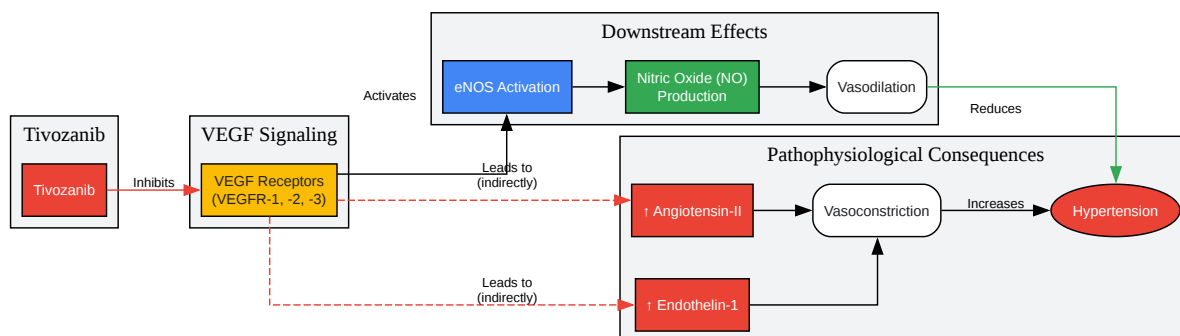 Downstream Effects
eNOS Activation
Nitric Oxide (NO)
Production
Vasodilation
Activates
Reduces
Tivozanib
Tivozanib
Inhibits
VEGF Signaling
VEGF Receptors
(VEGFR-1, -2, -3)
Leads to
(indirectly)
Leads to
(indirectly)
Pathophysiological Consequences
↑ Angiotensin-II
Vasoconstriction
Increases
Hypertension
↑ Endothelin-1